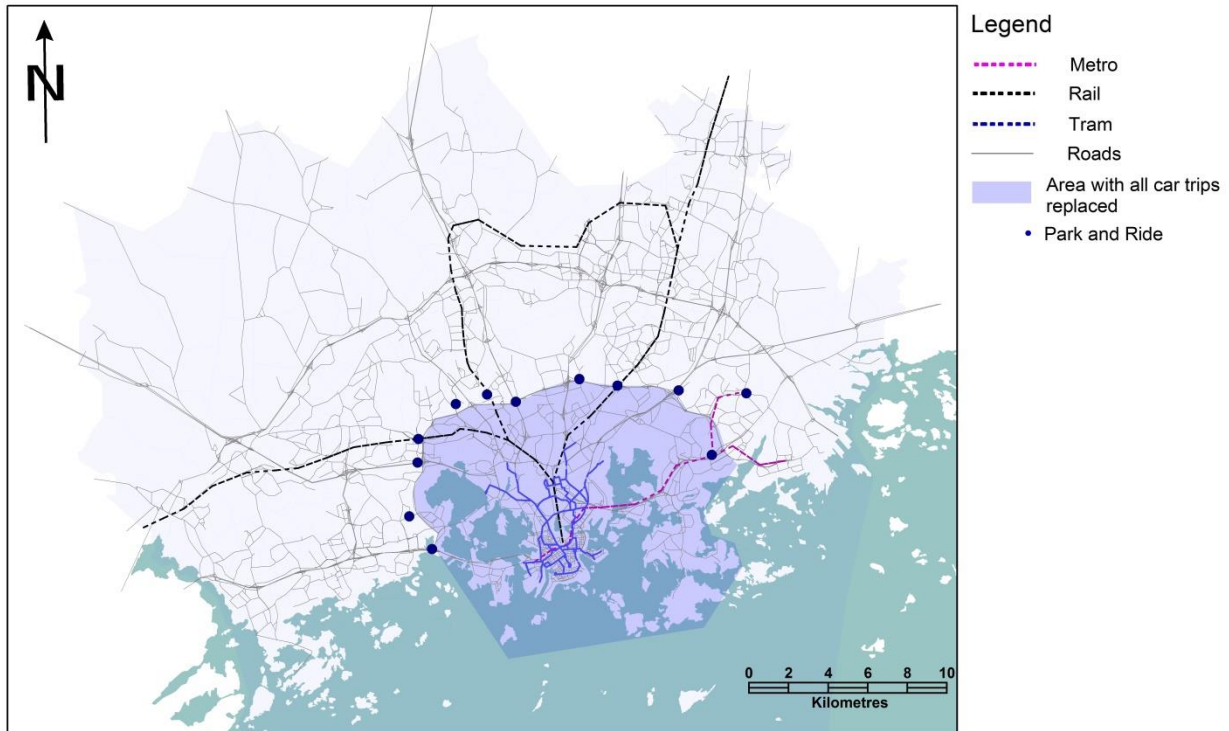 N
Legend
Metro
Rail
Tram
Roads
Area with all car trips
replaced
Park and Ride
0 2 4 6 8 10
Kilometres